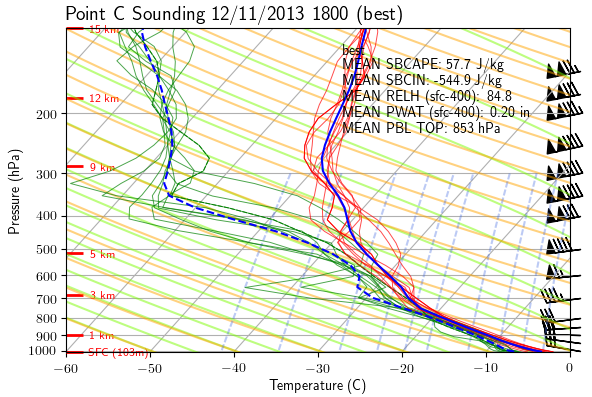 Point C Sounding 12/11/2013 1800 (best)
15 km
best
MEAN SBCAPE: 57.7 J/kg
MEAN SBCIN: -544.9 J/kg
MEAN RELH (sfc-400): 84.8
MEAN PWAT (sfc-400): 0.20 in
MEAN PBL TOP: 853 hPa
12 km
200
9 km
300
400
5 km
500
600
3 km
700
800
1 km
900
SFC (103m)
1000
Pressure (hPa)
−60 −50 −40 −30 −20 −10 0
Temperature (C)